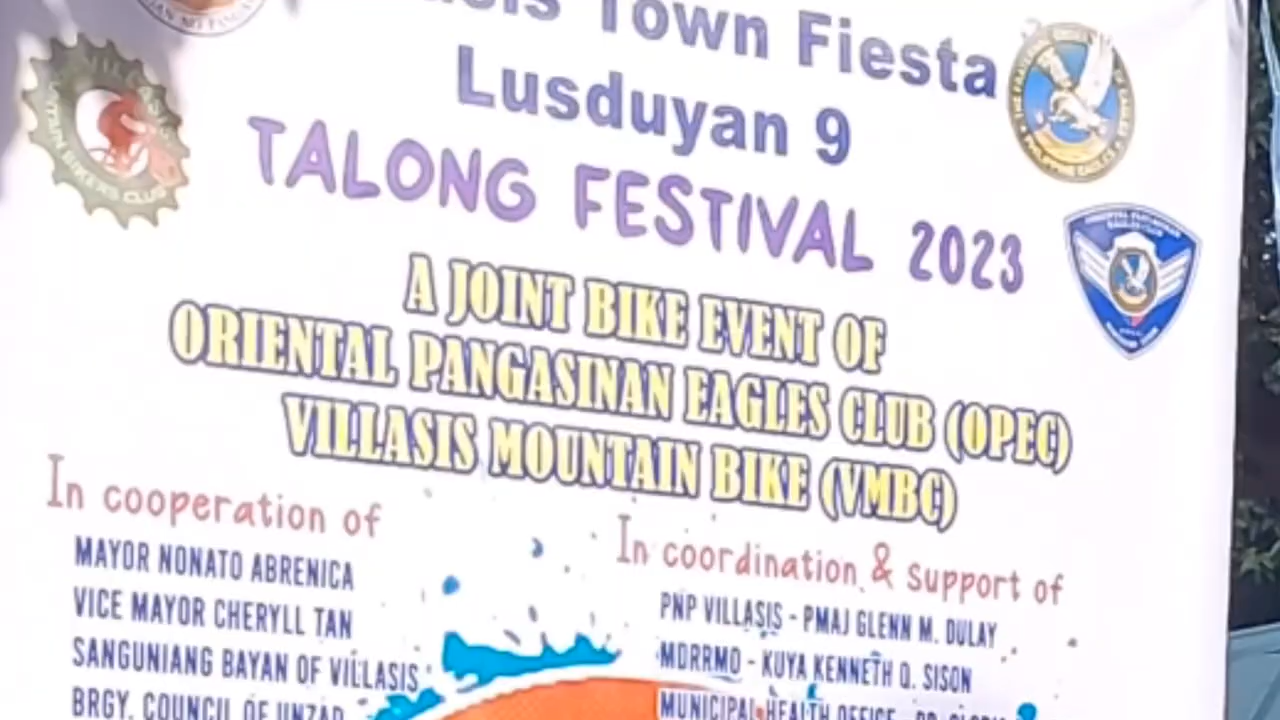 Town Fiesta
Lusduyan 9
TALONG FESTIVAL 2023
A JOINT BIKE EVENT OF
ORIENTAL PANGASINAN EAGLES CLUB (OPEC)
VILLASIS MOUNTAIN BIKE (VMBC)
In cooperation of
MAYOR NONATO ABRENICA
VICE MAYOR CHERYLL TAN
SANGUNIANG BAYAN OF VILLASIS
BRGY. COUNCIL OF UNZAD
In coordination & support of
PNP VILLASIS - PMAJ GLENN M. DULAY
MDRRMO - KUYA KENNETH Q. SISON
MUNICIPAL HEALTH OFFICE - DR.